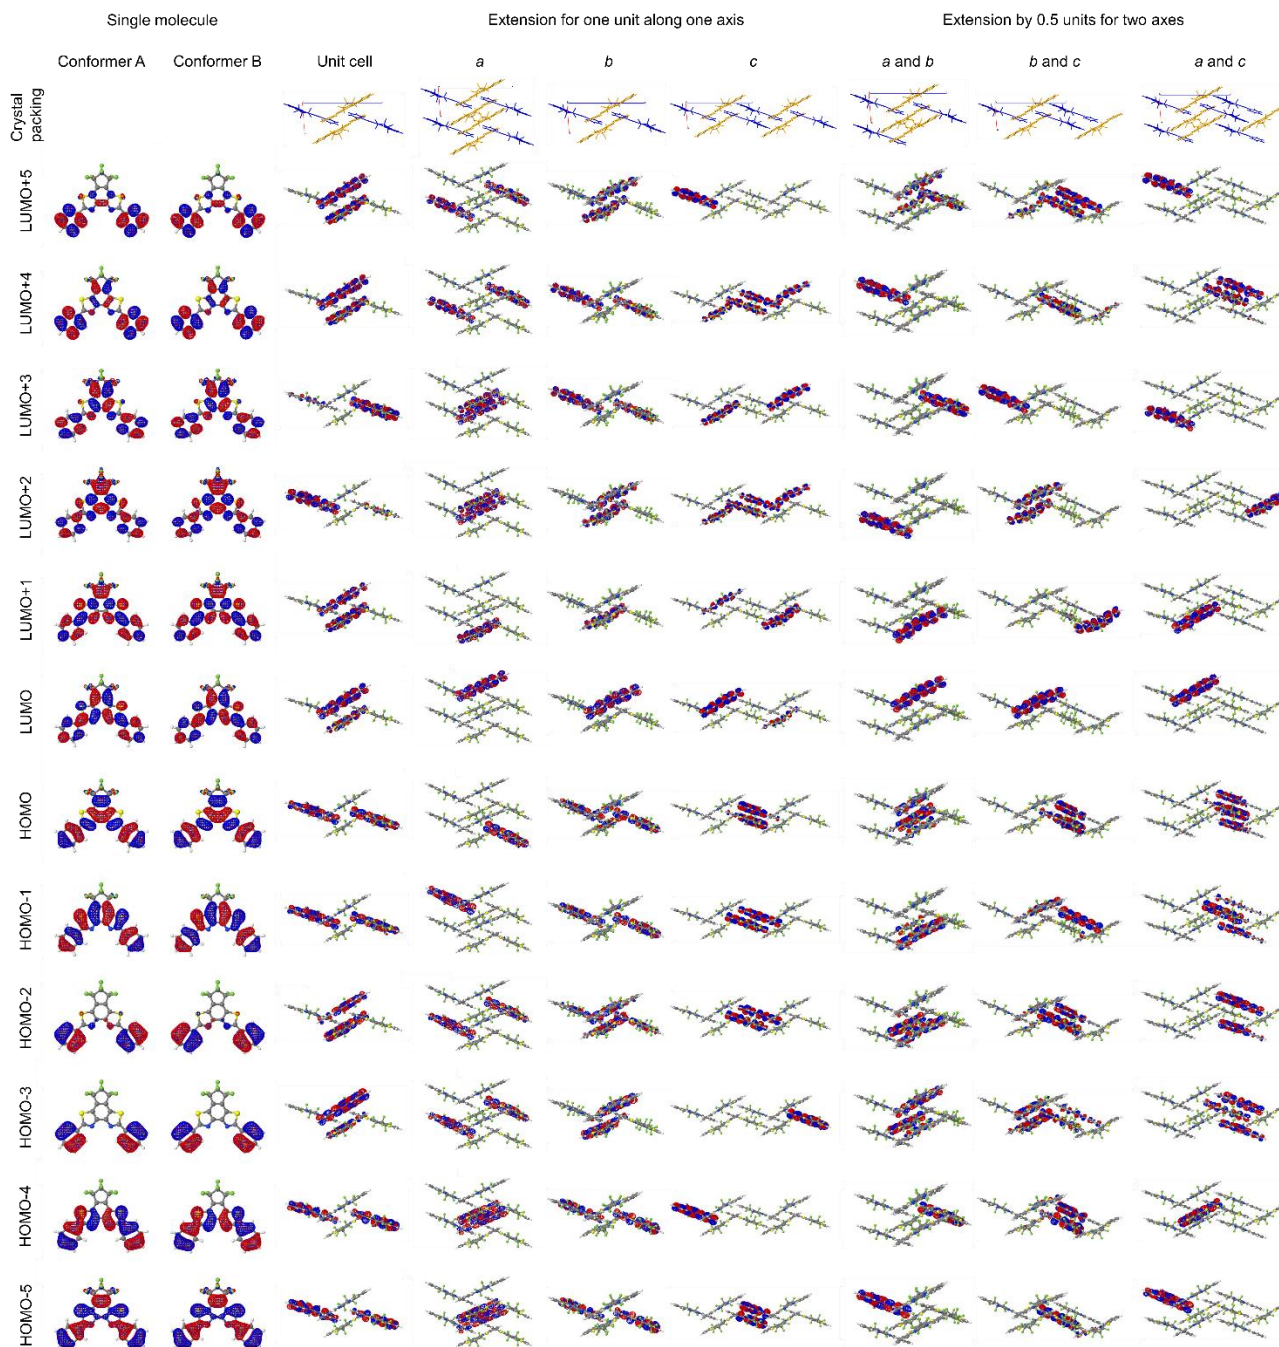 Single molecule
Extension for one unit along one axis
Extension by 0.5 units for two axes
Conformer A
Conformer B
Unit cell
a
b
c
a and b
b and c
a and c
Crystal
packing
LUMO+5
LUMO+4
LUMO+3
LUMO+2
LUMO+1
LUMO
HOMO
HOMO-1
HOMO-2
HOMO-3
HOMO-4
HOMO-5